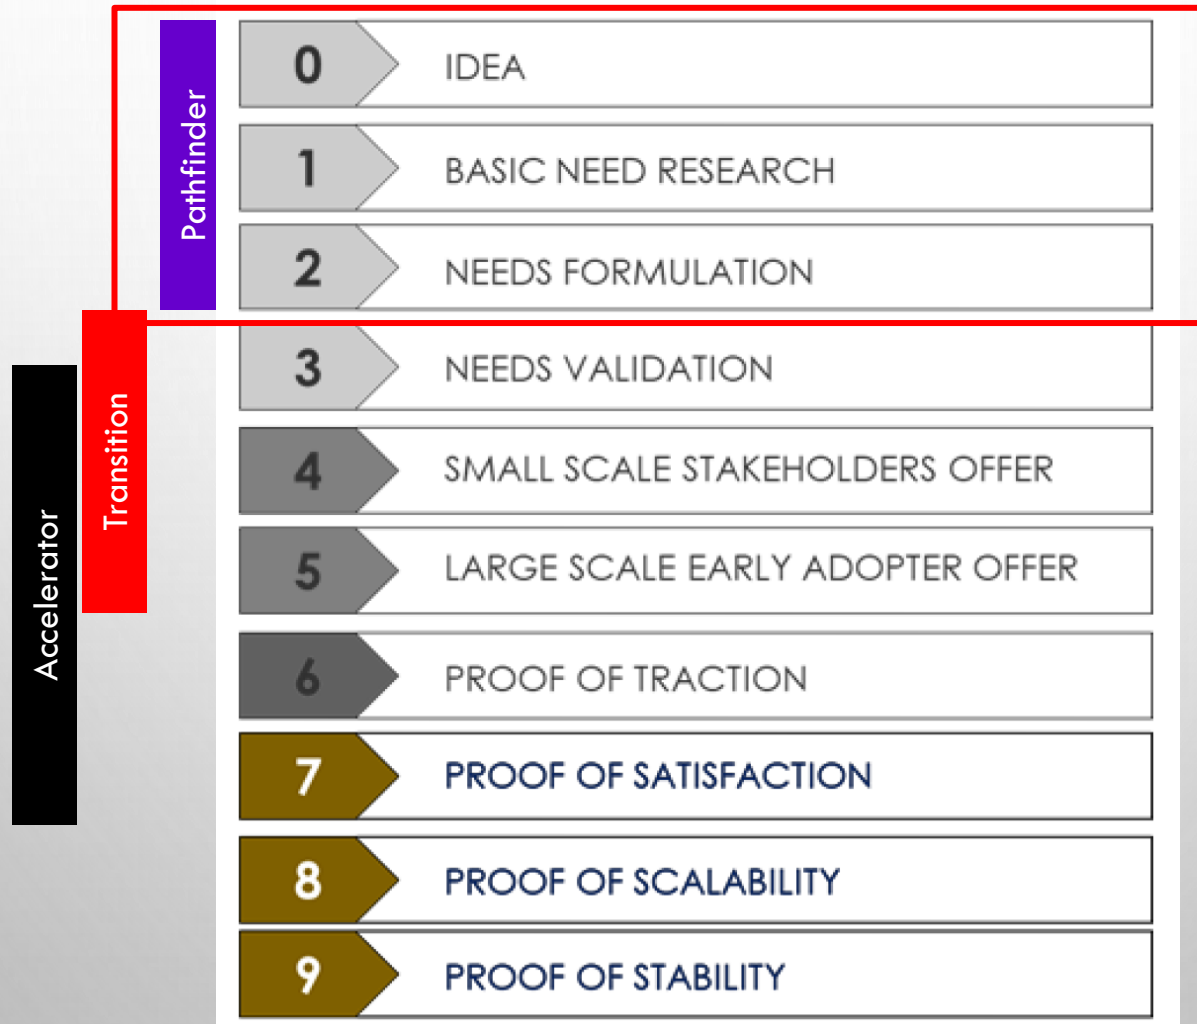 Pathfinder
Transition
Accelerator
0 IDEA
1 BASIC NEED RESEARCH
2 NEEDS FORMULATION
3 NEEDS VALIDATION
4 SMALL SCALE STAKEHOLDERS OFFER
5 LARGE SCALE EARLY ADOPTER OFFER
6 PROOF OF TRACTION
7 PROOF OF SATISFACTION
8 PROOF OF SCALABILITY
9 PROOF OF STABILITY